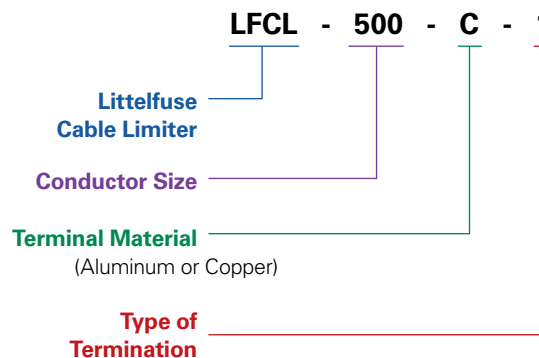 LFCL - 500 - C -
Littelfuse
Cable Limiter
Conductor Size
Terminal Material
(Aluminum or Copper)
Type of
Termination